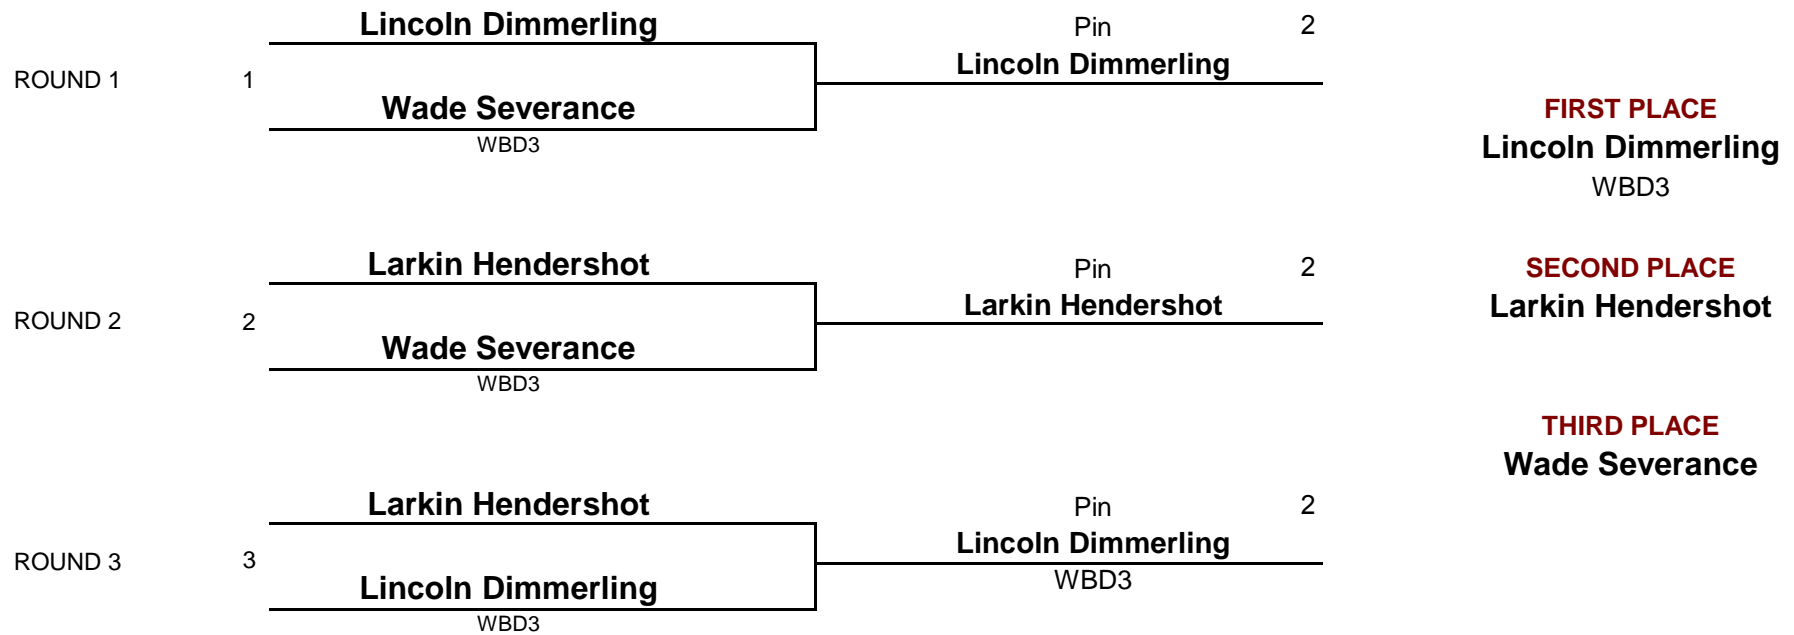 Lincoln Dimmerling
Pin 2
Lincoln Dimmerling
ROUND 1 1
Wade Severance
WBD3
FIRST PLACE
Lincoln Dimmerling
WBD3
Larkin Hendershot
Pin 2
Larkin Hendershot
ROUND 2 2
Wade Severance
WBD3
SECOND PLACE
Larkin Hendershot
THIRD PLACE
Wade Severance
Larkin Hendershot
Pin 2
Lincoln Dimmerling
WBD3
ROUND 3 3
Lincoln Dimmerling
WBD3